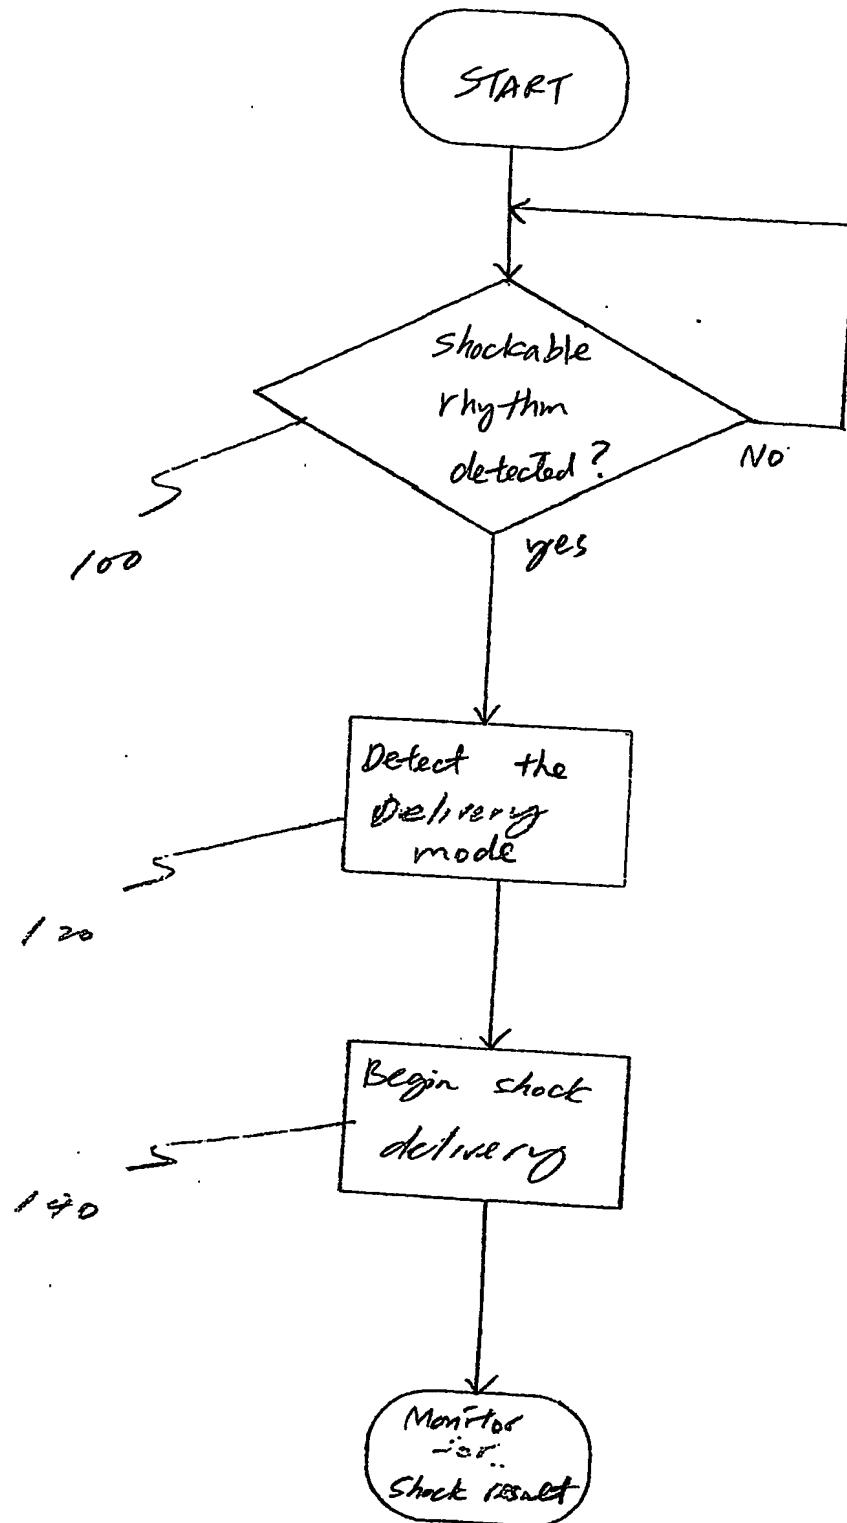 START
Shockable
rhythm
detected?
No
yes
100
Detect the
Delivery
mode
120
Begin shock
delivery
140
Monitor
for
Shock result